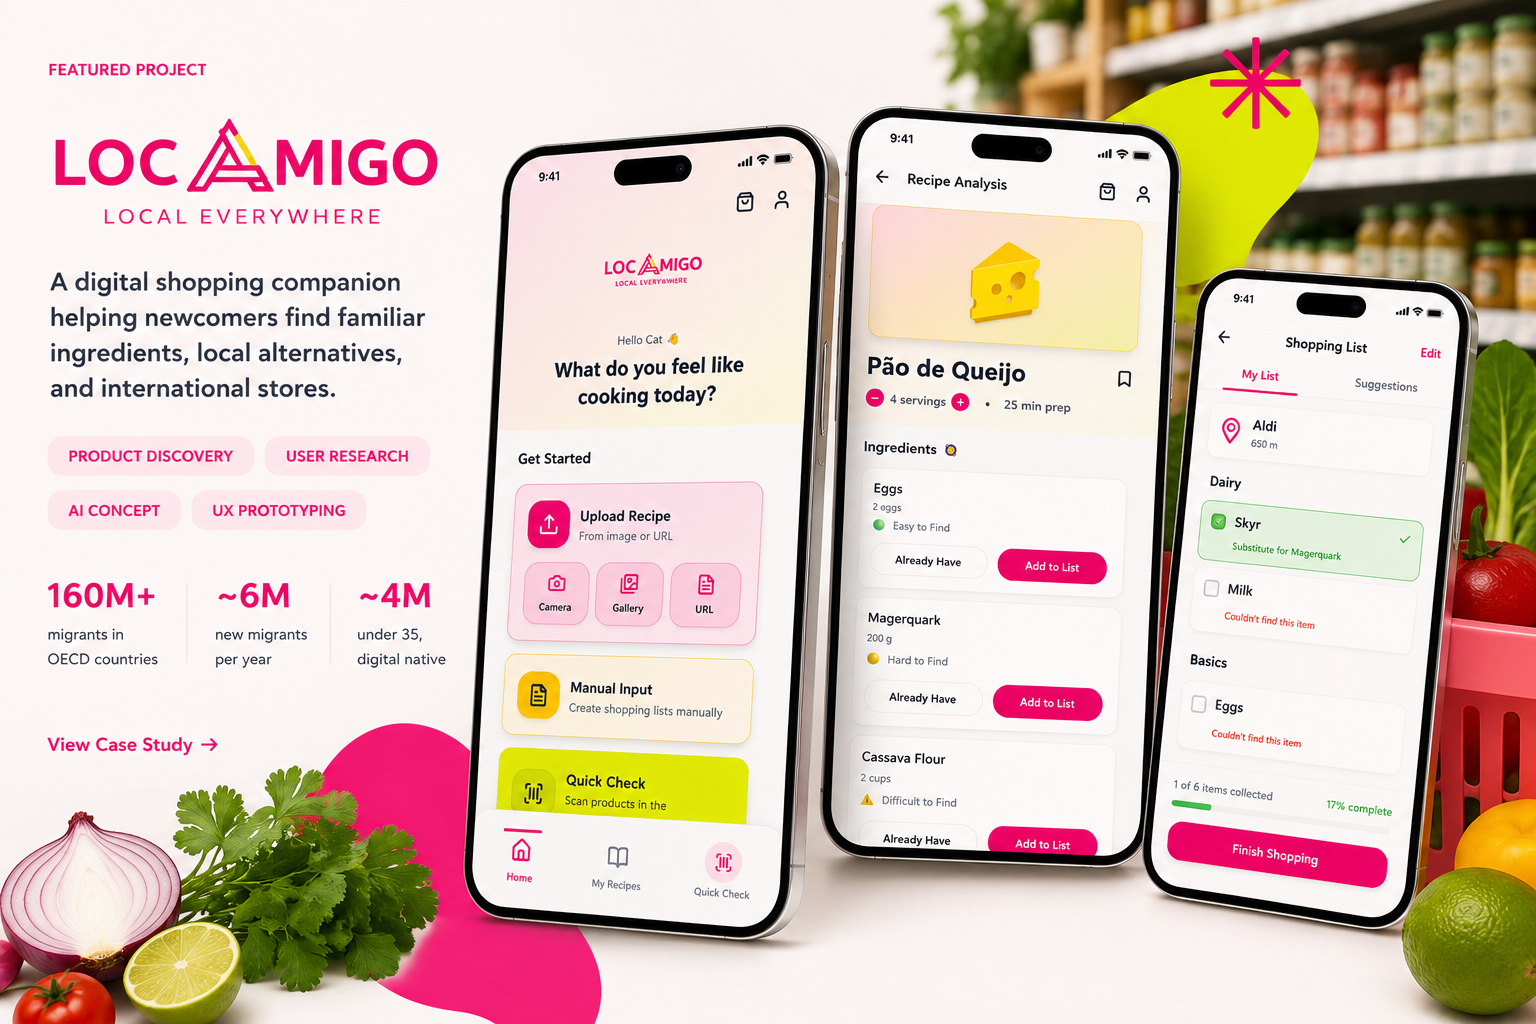 FEATURED PROJECT
LOCAMIGO
LOCAL EVERYWHERE
A digital shopping companion
helping newcomers find familiar
ingredients, local alternatives,
and international stores.
PRODUCT DISCOVERY
USER RESEARCH
AI CONCEPT
UX PROTOTYPING
160M+
migrants in
OECD countries
~6M
new migrants
per year
~4M
under 35,
digital native
View Case Study →
9:41
LOCAMIGO
LOCAL EVERYWHERE
Hello Cat 👋
What do you feel like
cooking today?
Get Started
Upload Recipe
From image or URL
Camera
Gallery
URL
Manual Input
Create shopping lists manually
Quick Check
Scan products in the
Home
My Recipes
Quick Check
9:41
Recipe Analysis
Pão de Queijo
4 servings • 25 min prep
Ingredients
Eggs
2 eggs
Easy to Find
Already Have
Add to List
Magerquark
200 g
Hard to Find
Already Have
Add to List
Cassava Flour
2 cups
Difficult to Find
Already Have
Add to List
9:41
Shopping List
Edit
My List
Suggestions
Aldi
650 m
Dairy
Skyr
Substitute for Magerquark
Milk
Couldn't find this item
Basics
Eggs
Couldn't find this item
1 of 6 items collected
17% complete
Finish Shopping